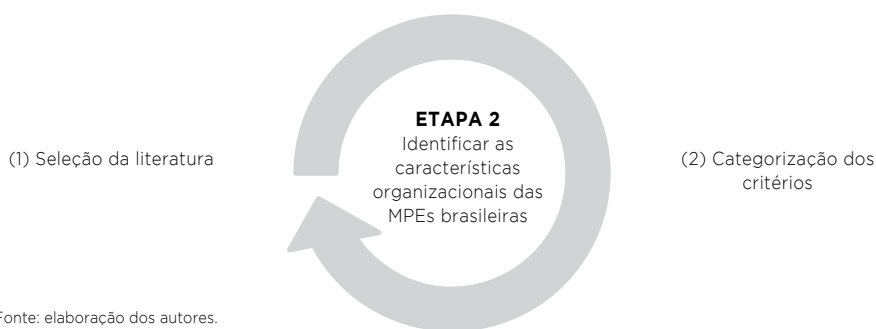 ETAPA 2
Identificar as
características
organizacionais das
MPEs brasileiras
(1) Seleção da literatura
(2) Categorização dos
critérios
Fonte: elaboração dos autores.